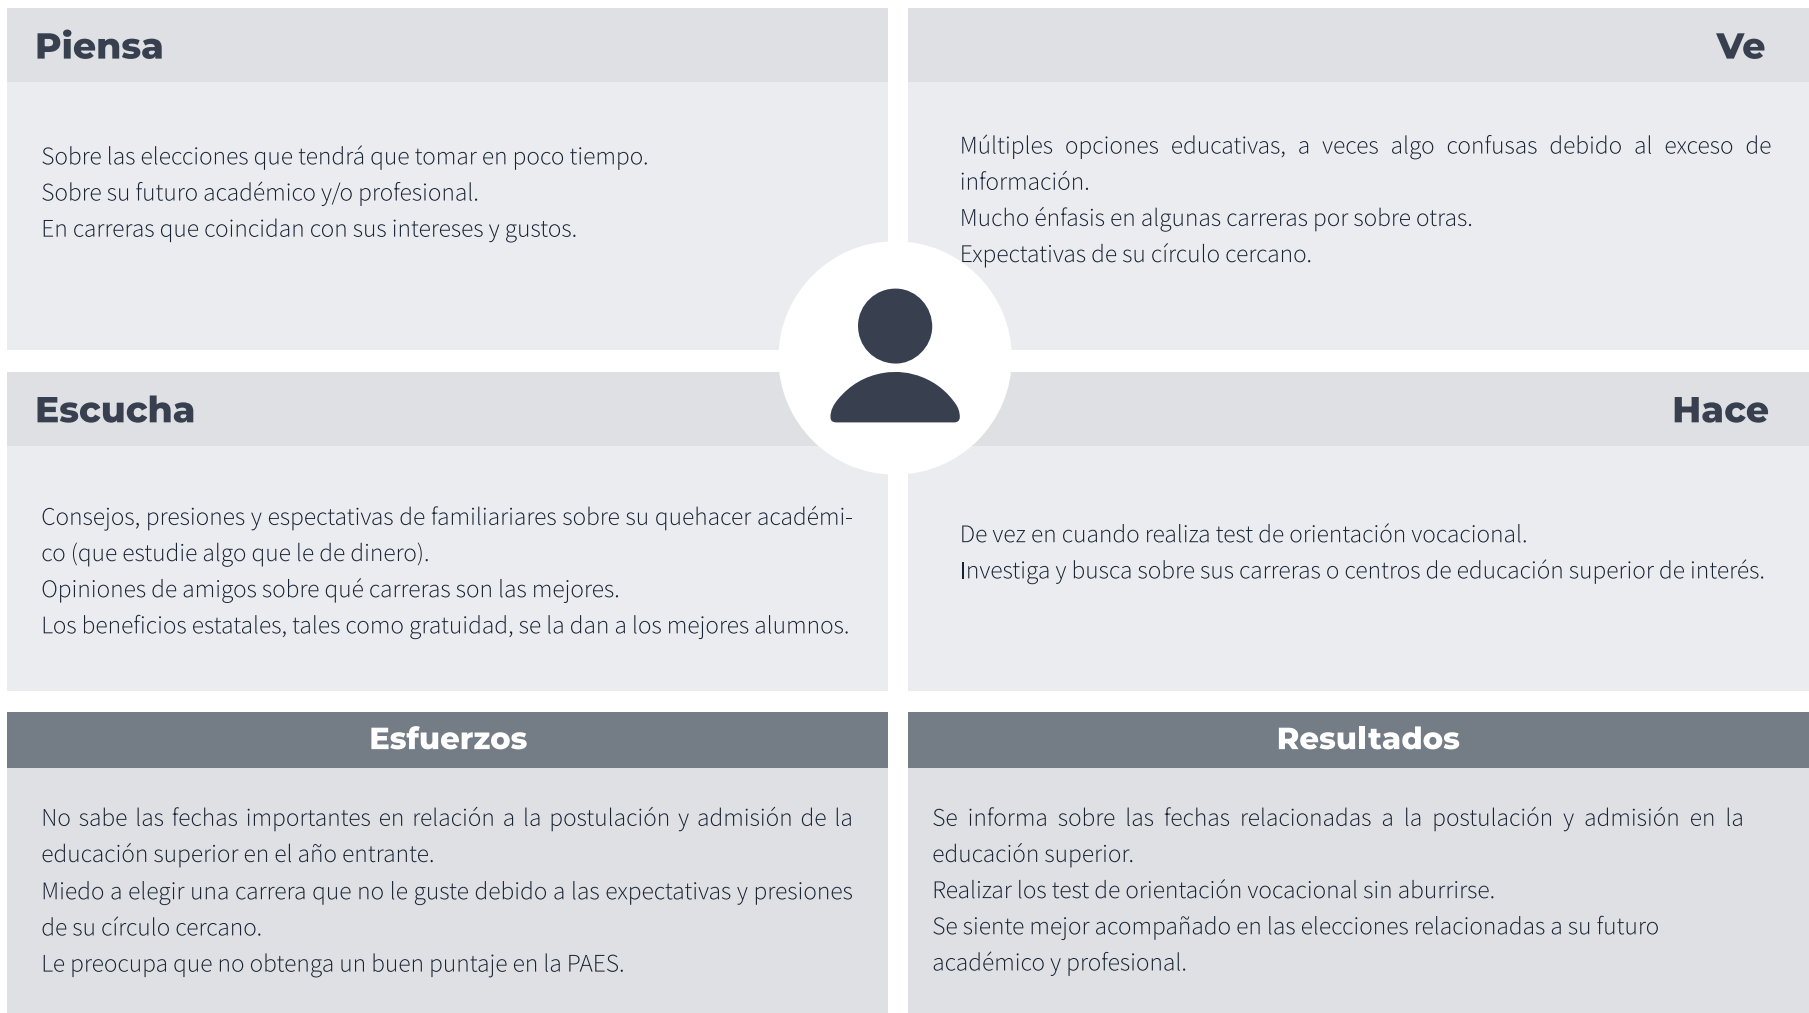 Piensa
Sobre las elecciones que tendrá que tomar en poco tiempo.
Sobre su futuro académico y/o profesional.
En carreras que coincidan con sus intereses y gustos.
Ve
Múltiples opciones educativas, a veces algo confusas debido al exceso de
información.
Mucho énfasis en algunas carreras por sobre otras.
Expectativas de su círculo cercano.
Escucha
Consejos, presiones y espectativas de familiariares sobre su quehacer académi-
co (que estudie algo que le de dinero).
Opiniones de amigos sobre qué carreras son las mejores.
Los beneficios estatales, tales como gratuidad, se la dan a los mejores alumnos.
Hace
De vez en cuando realiza test de orientación vocacional.
Investiga y busca sobre sus carreras o centros de educación superior de interés.
Esfuerzos
No sabe las fechas importantes en relación a la postulación y admisión de la
educación superior en el año entrante.
Miedo a elegir una carrera que no le guste debido a las expectativas y presiones
de su círculo cercano.
Le preocupa que no obtenga un buen puntaje en la PAES.
Resultados
Se informa sobre las fechas relacionadas a la postulación y admisión en la
educación superior.
Realizar los test de orientación vocacional sin aburrirse.
Se siente mejor acompañado en las elecciones relacionadas a su futuro
académico y profesional.